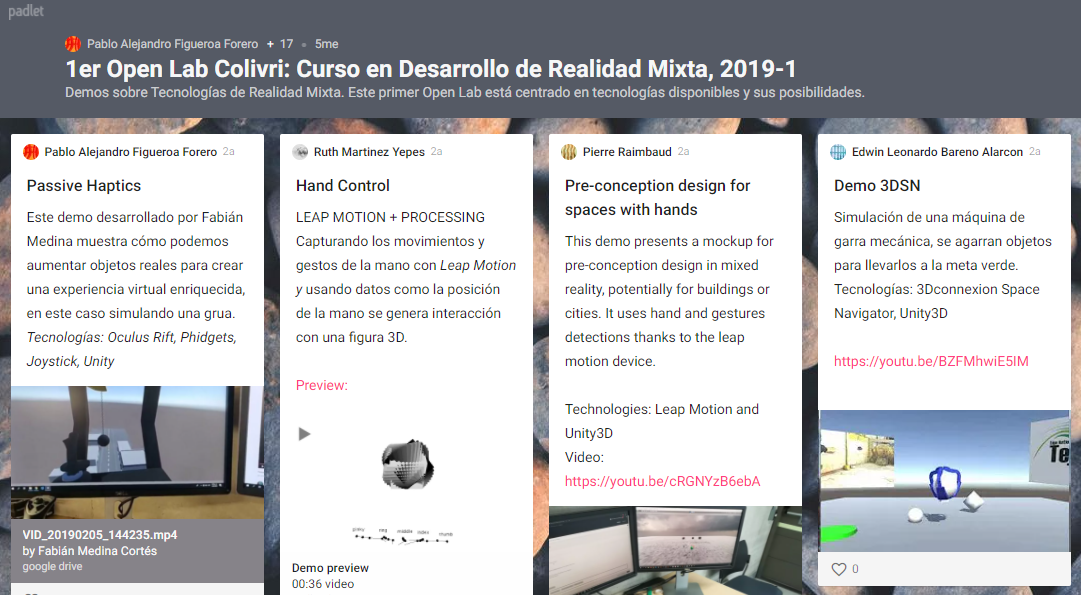 padlet
Pablo Alejandro Figueroa Forero + 17 • 5me
1er Open Lab Colivri: Curso en Desarrollo de Realidad Mixta, 2019-1
Demos sobre Tecnologías de Realidad Mixta. Este primer Open Lab está centrado en tecnologías disponibles y sus posibilidades.
Pablo Alejandro Figueroa Forero 2a
Passive Haptics
Este demo desarrollado por Fabián
Medina muestra cómo podemos
aumentar objetos reales para crear
una experiencia virtual enriquecida,
en este caso simulando una grua.
Tecnologías: Oculus Rift, Phidgets,
Joystick, Unity
VID_20190205_144235.mp4
by Fabián Medina Cortés
google drive
Ruth Martinez Yepes 2a
Hand Control
LEAP MOTION + PROCESSING
Capturando los movimientos y
gestos de la mano con Leap Motion
y usando datos como la posición
de la mano se genera interacción
con una figura 3D.
Preview:
Demo preview
00:36 video
Pierre Raimbaud 2a
Pre-conception design for
spaces with hands
This demo presents a mockup for
pre-conception design in mixed
reality, potentially for buildings or
cities. It uses hand and gestures
detections thanks to the leap
motion device.
Technologies: Leap Motion and
Unity3D
Video:
https://youtu.be/cRGNYzB6ebA
Edwin Leonardo Bareno Alarcon 2a
Demo 3DSN
Simulación de una máquina de
garra mecánica, se agarran objetos
para llevarlos a la meta verde.
Tecnologías: 3Dconnexion Space
Navigator, Unity3D
https://youtu.be/BZFMhwiE5IM
Te
0